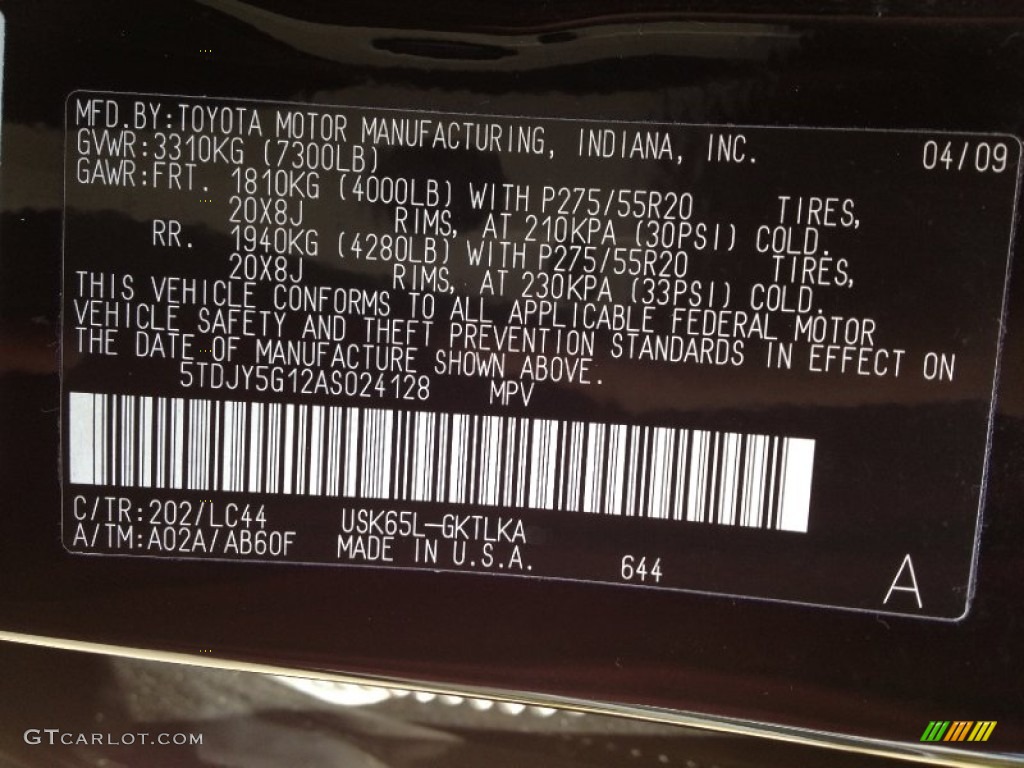 MFD.BY:TOYOTA MOTOR MANUFACTURING, INDIANA, INC. 04/09
GVWR:3310KG (7300LB)
GAWR:FRT. 1810KG (4000LB) WITH P275/55R20 TIRES,
20X8J RIMS, AT 210KPA (30PSI) COLD.
RR. 1940KG (4280LB) WITH P275/55R20 TIRES,
20X8J RIMS, AT 230KPA (33PSI) COLD.
THIS VEHICLE CONFORMS TO ALL APPLICABLE FEDERAL MOTOR
VEHICLE SAFETY AND THEFT PREVENTION STANDARDS IN EFFECT ON
THE DATE OF MANUFACTURE SHOWN ABOVE.
5TDJY5G12AS024128 MPV
C/TR:202/LC44 USK65L-GKTLKA
A/TM:A02A/AB60F MADE IN U.S.A. 644
A
GTCARLOT.COM